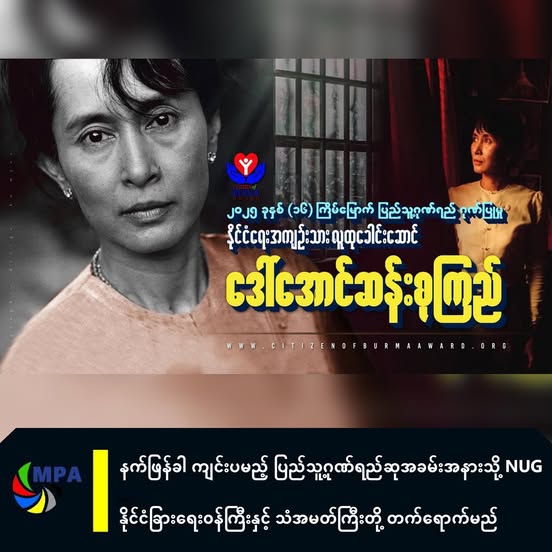 ၂၀၂၅ ခုနှစ် (၁၆) ကြိမ်မြောက် ပြည်သူ့ဂုဏ်ရည် ဂုဏ်ပြုမှု
နိုင်ငံရေးအကျဉ်းသား လူထုခေါင်းဆောင်
ဒေါ်အောင်ဆန်းစုကြည်
WWW.CITIZENOFBURMAAWARD.ORG
MPA
နက်ဖြန်ခါ ကျင်းပမည့် ပြည်သူ့ဂုဏ်ရည်ဆုအခမ်းအနားသို့ NUG
နိုင်ငံခြားရေးဝန်ကြီးနှင့် သံအမတ်ကြီးတို့ တက်ရောက်မည်